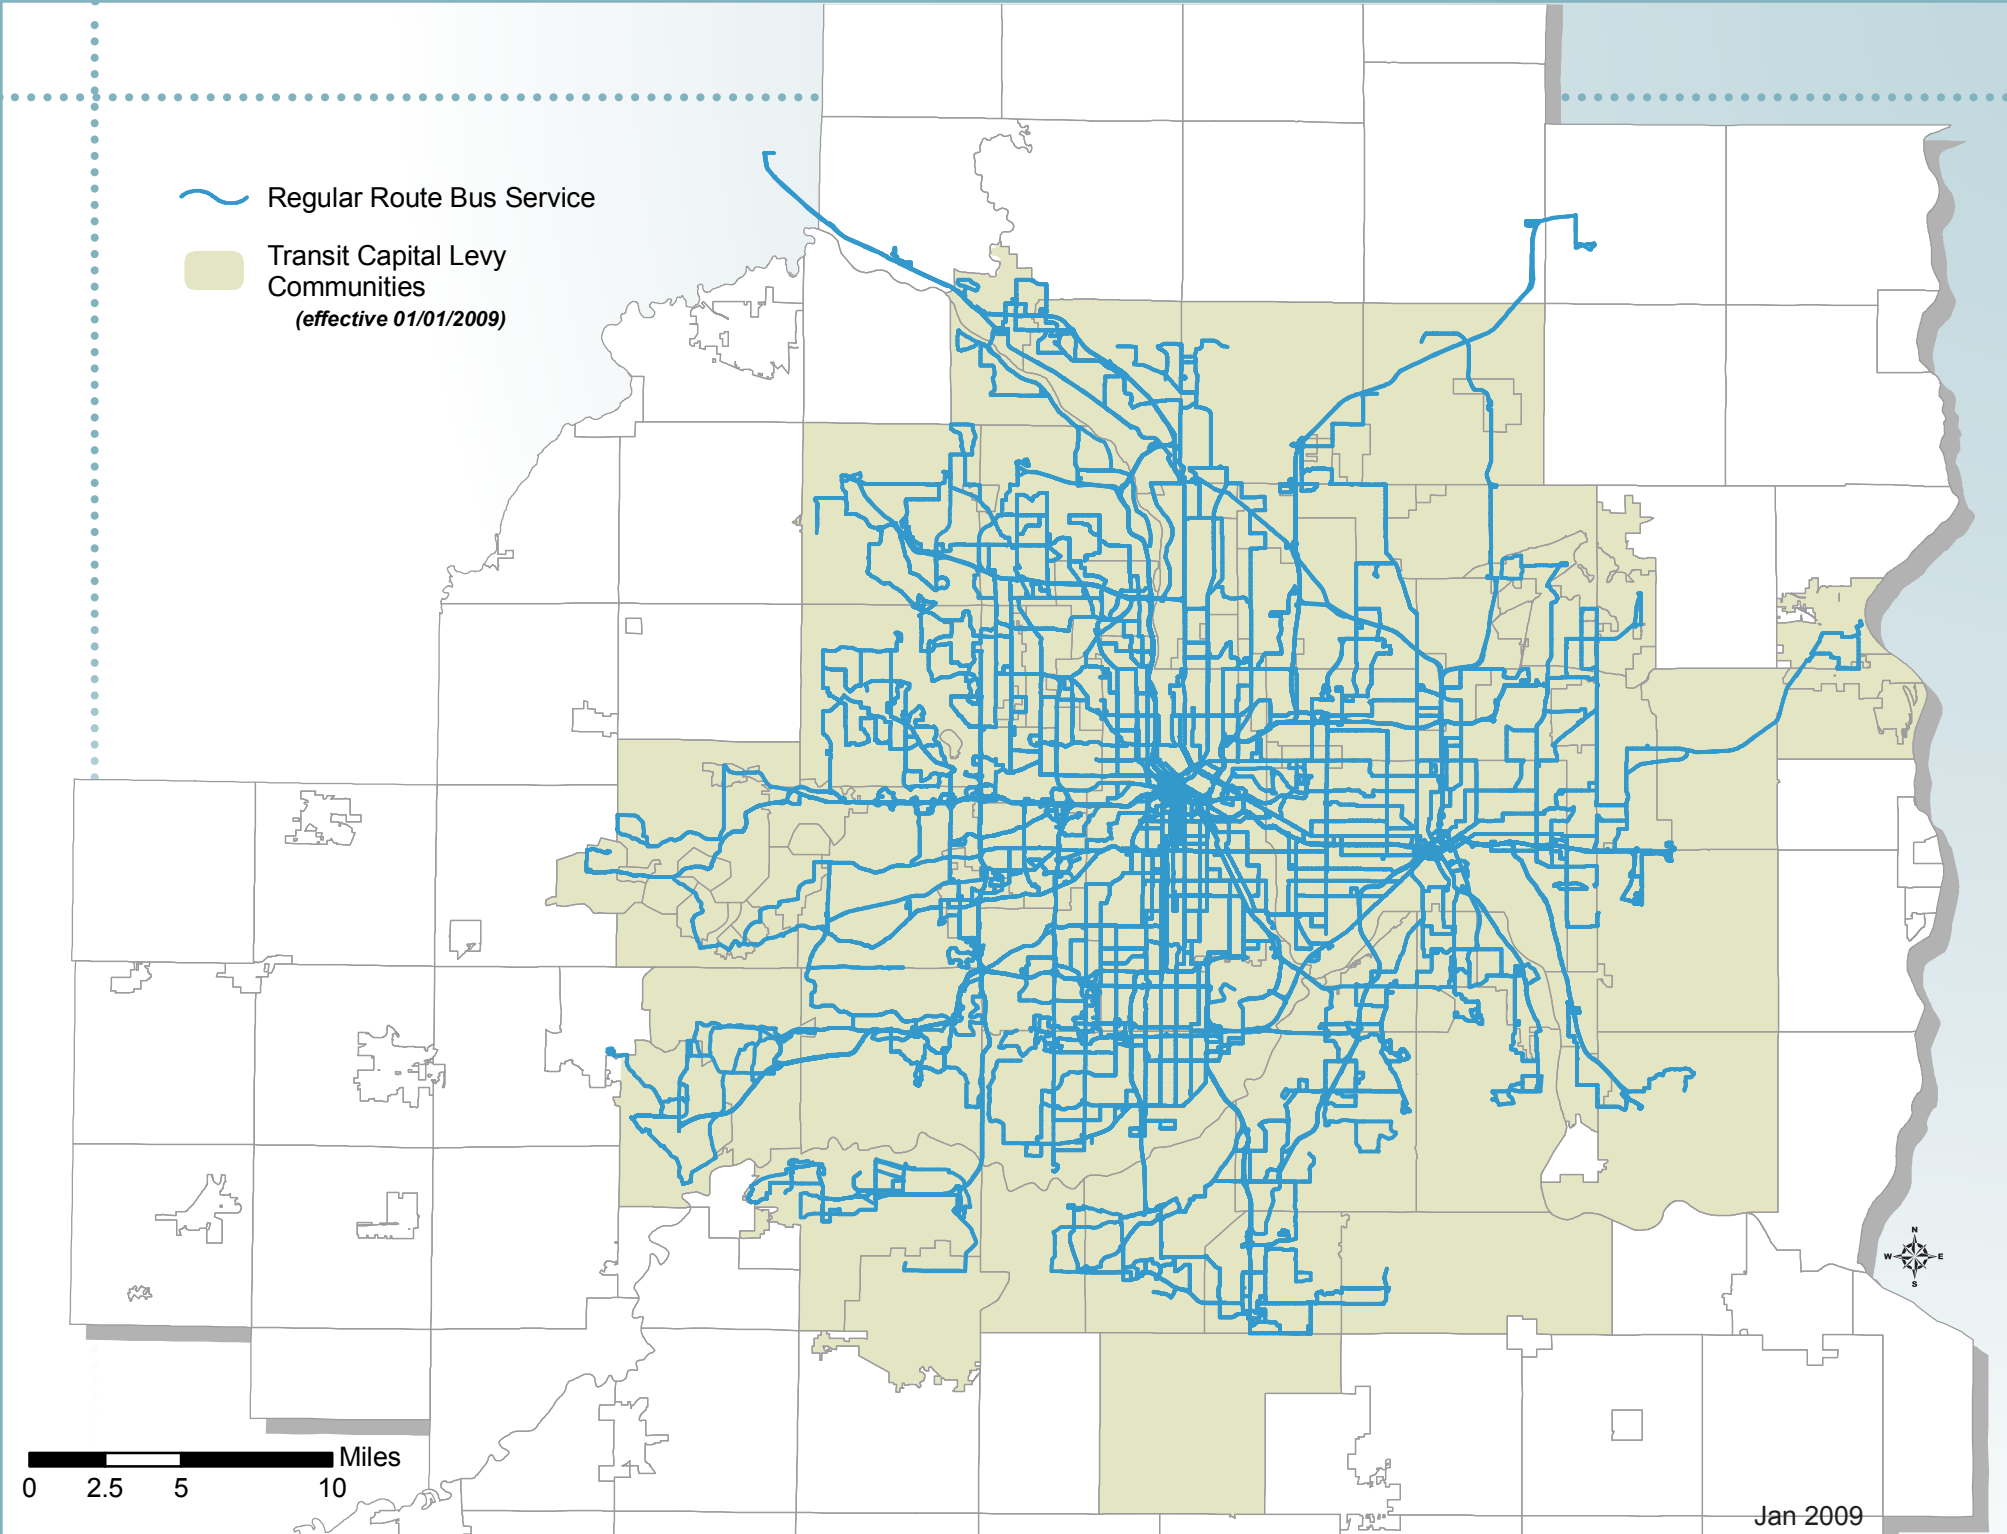 Regular Route Bus Service
Transit Capital Levy
Communities
(effective 01/01/2009)
N
W E
S
Miles
0 2.5 5 10
Jan 2009